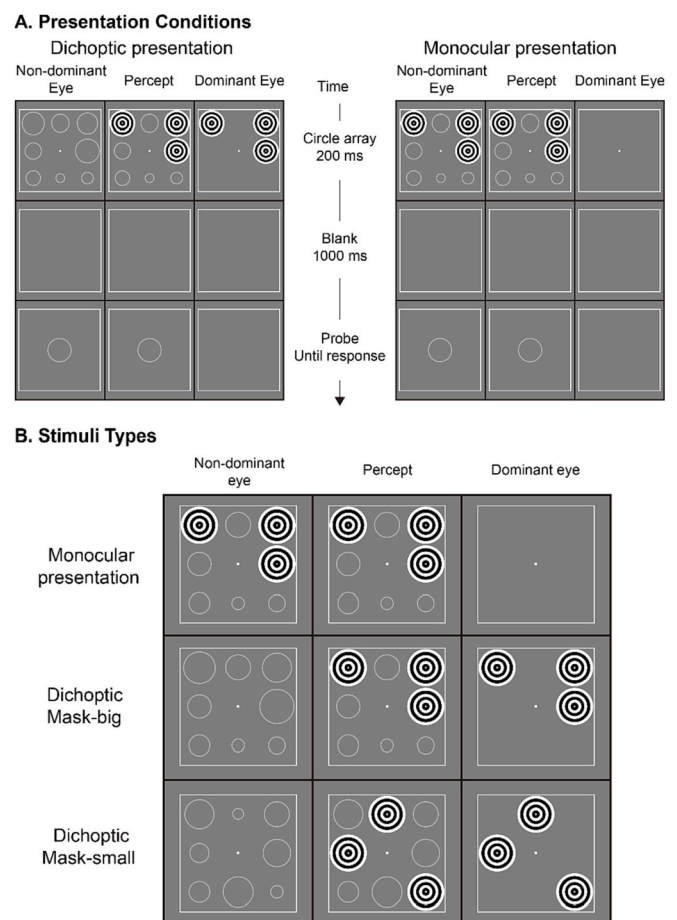 A. Presentation Conditions
Dichoptic presentation
Monocular presentation
Non-dominant
Eye
Percept
Dominant Eye
Time
Non-dominant
Eye
Percept
Dominant Eye
Circle array
200 ms
Blank
1000 ms
Probe
Until response
B. Stimuli Types
Non-dominant
eye
Percept
Dominant eye
Monocular
presentation
Dichoptic
Mask-big
Dichoptic
Mask-small